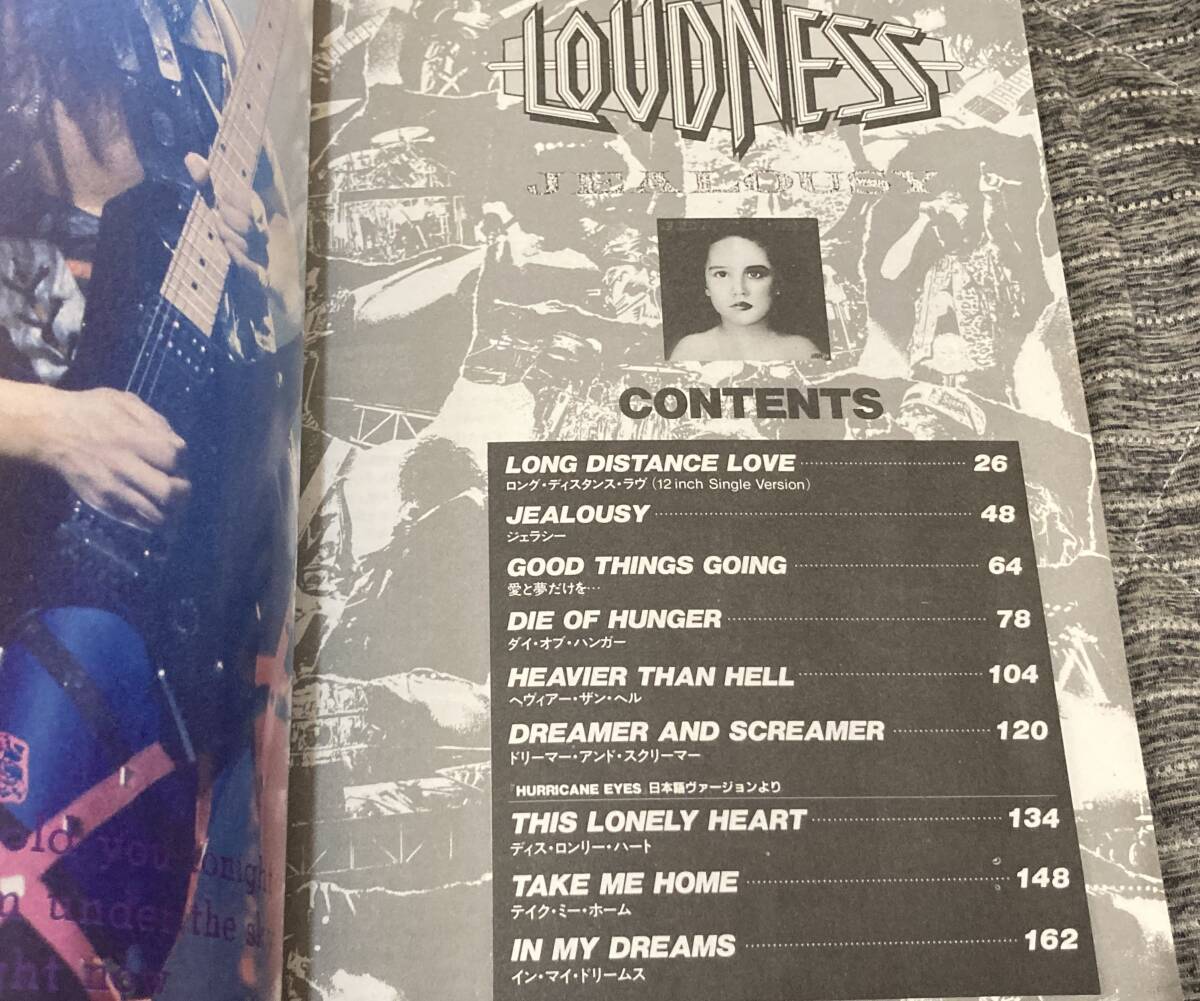 LOUDNESS
JEALOUSY
CONTENTS
LONG DISTANCE LOVE 26
ロング・ディスタンス・ラヴ (12 inch Single Version)
JEALOUSY 48
ジェラシー
GOOD THINGS GOING 64
愛と夢だけを…
DIE OF HUNGER 78
ダイ・オブ・ハンガー
HEAVIER THAN HELL 104
ヘヴィアー・ザン・ヘル
DREAMER AND SCREAMER 120
ドリーマー・アンド・スクリーマー
「HURRICANE EYES 日本語ヴァージョンより
THIS LONELY HEART 134
ディス・ロンリー・ハート
TAKE ME HOME 148
テイク・ミー・ホーム
IN MY DREAMS 162
イン・マイ・ドリームス
old you tonight
under the
now